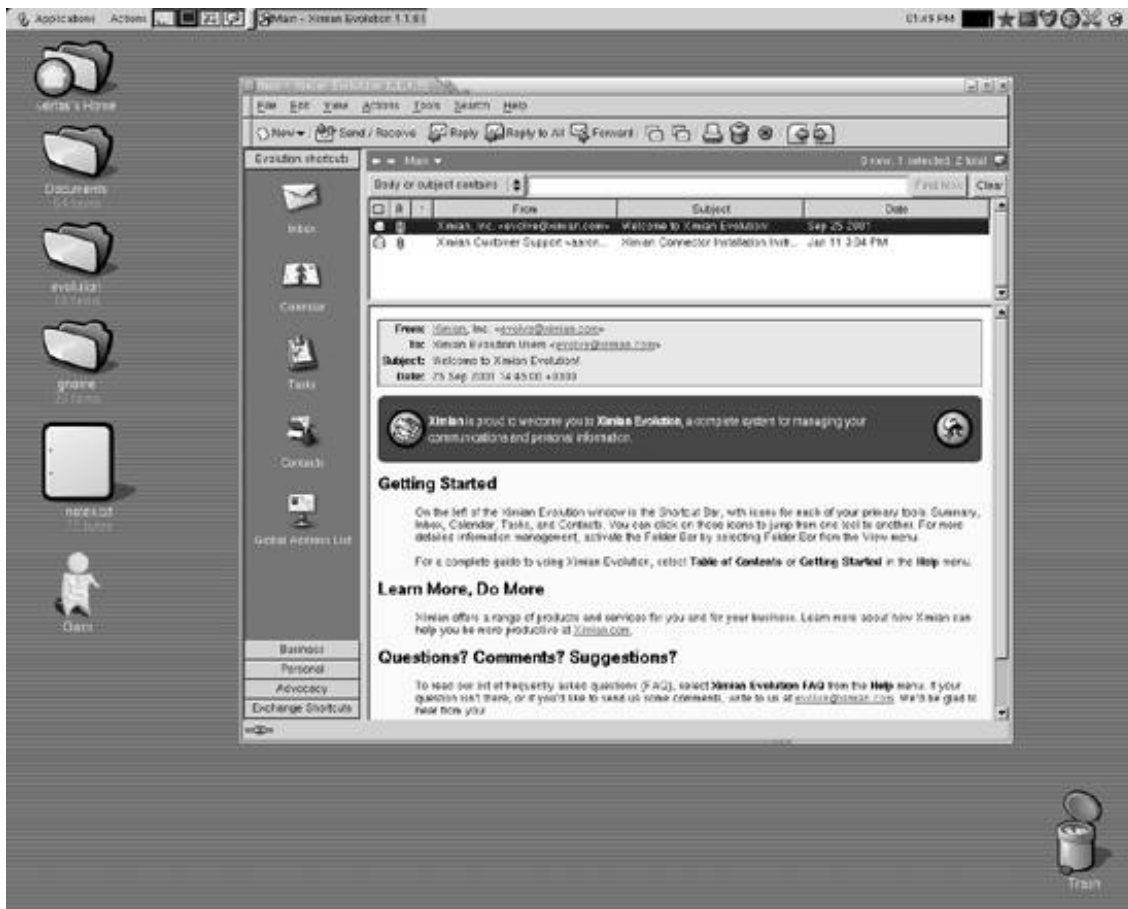 Applications Actions Main - Ximian Evolution 1.1.81 01:45 PM
Home
Documents
evolution
gnome
Trash
File Edit View Actions Tools Search Help
New Send / Receive Reply Reply to All Forward
Evolution shortcuts Main 0 new, 1 selected, 2 total
Body or subject contains Find Now Clear
From Subject Date
Ximian, Inc. <evolve@ximian.com> Welcome to Ximian Evolution! Sep 25 2001
Ximian Customer Support <aaron... Ximian Connector Installation Instr... Jan 11 3:04 PM
Inbox
Calendar
Tasks
Contacts
Global Address List
Business
Personal
Advocacy
Exchange Shortcuts
From: Ximian, Inc. <evolve@ximian.com>
To: Ximian Evolution Users <evolve@ximian.com>
Subject: Welcome to Ximian Evolution!
Date: 25 Sep 2001
Ximian is proud to welcome you to Ximian Evolution, a complete system for managing your
communications and personal information.
Getting Started
On the left of the Ximian Evolution window is the Shortcut Bar, with icons for each of your primary tools: Summary,
Inbox, Calendar, Tasks, and Contacts. You can click on those icons to jump from one tool to another. For more
detailed information management, activate the Folder Bar by selecting Folder Bar from the View menu.
For a complete guide to using Ximian Evolution, select Table of Contents or Getting Started in the Help menu.
Learn More, Do More
Ximian offers a range of products and services for you and for your business. Learn more about how Ximian can
help you be more productive at Ximian.com.
Questions? Comments? Suggestions?
To read our list of frequently asked questions (FAQ), select Ximian Evolution FAQ from the Help menu. If your
question isn't there, or if you'd like to send us some comments, write to us at evolve@ximian.com. We'd be glad to
hear from you